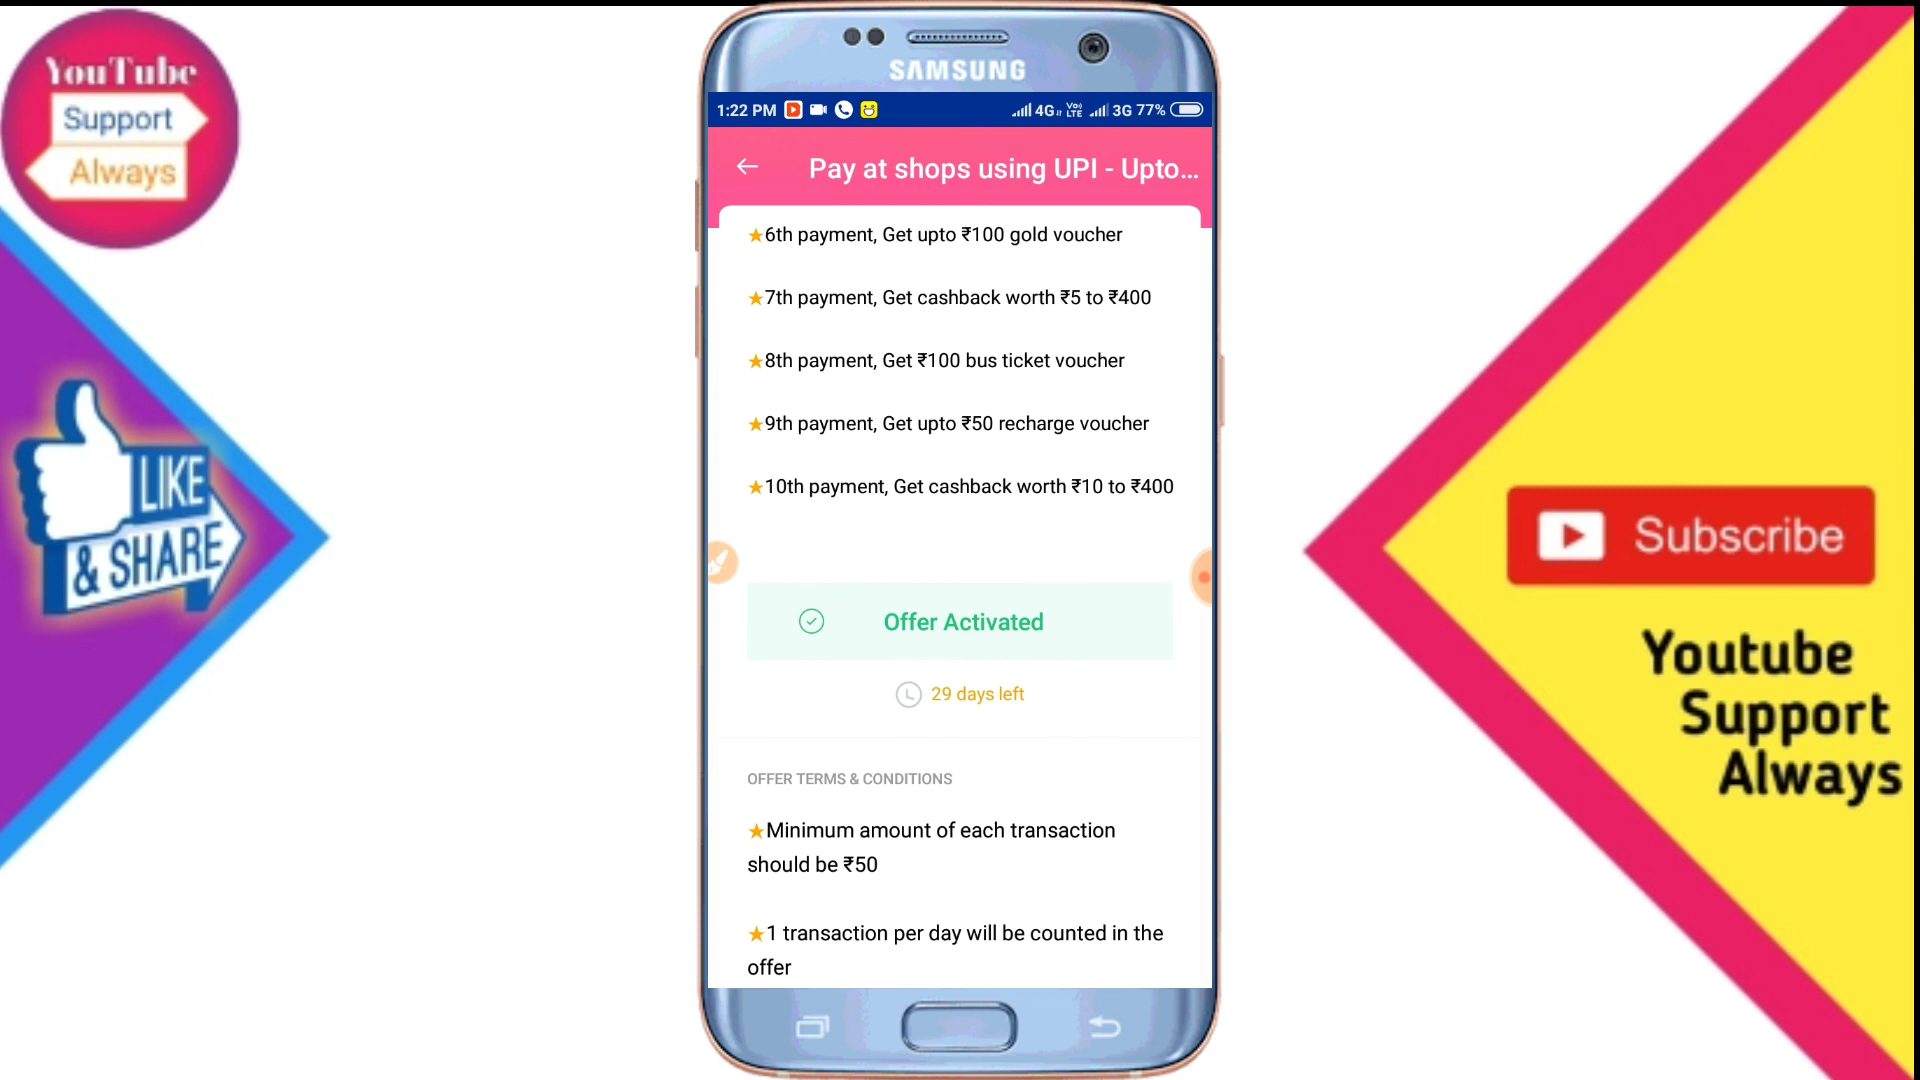 YouTube
Support
Always
LIKE
& SHARE
SAMSUNG
1:22 PM
4G VoLTE 3G 77%
Pay at shops using UPI - Upto...
★6th payment, Get upto ₹100 gold voucher
★7th payment, Get cashback worth ₹5 to ₹400
★8th payment, Get ₹100 bus ticket voucher
★9th payment, Get upto ₹50 recharge voucher
★10th payment, Get cashback worth ₹10 to ₹400
Offer Activated
29 days left
OFFER TERMS & CONDITIONS
★Minimum amount of each transaction
should be ₹50
★1 transaction per day will be counted in the
offer
Subscribe
Youtube
Support
Always